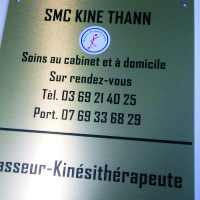 SMC KINE THANN
Soins au cabinet et à domicile
Sur rendez-vous
Tèl. 03 69 21 40 25
Port. 07 69 33 68 29
asseur-Kinésithérapeute